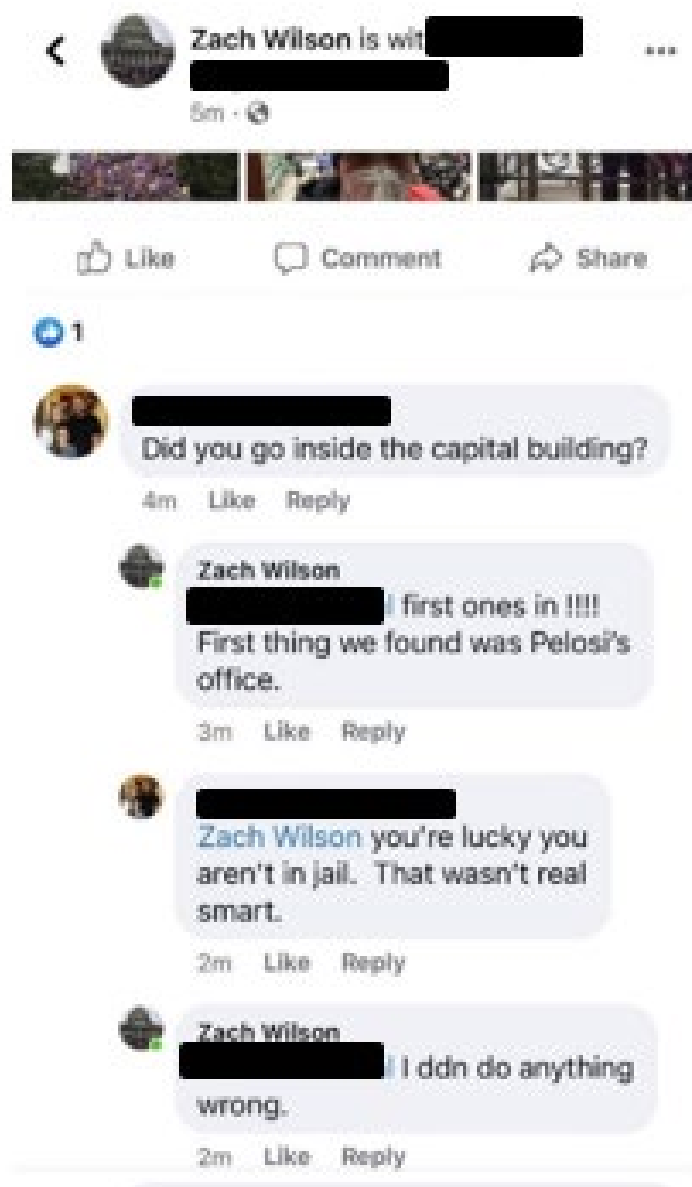 Zach Wilson is wit
5m ·
Like Comment Share
1
Did you go inside the capital building?
4m Like Reply
Zach Wilson
first ones in !!!!
First thing we found was Pelosi's
office.
3m Like Reply
Zach Wilson you're lucky you
aren't in jail. That wasn't real
smart.
2m Like Reply
Zach Wilson
I ddn do anything
wrong.
2m Like Reply